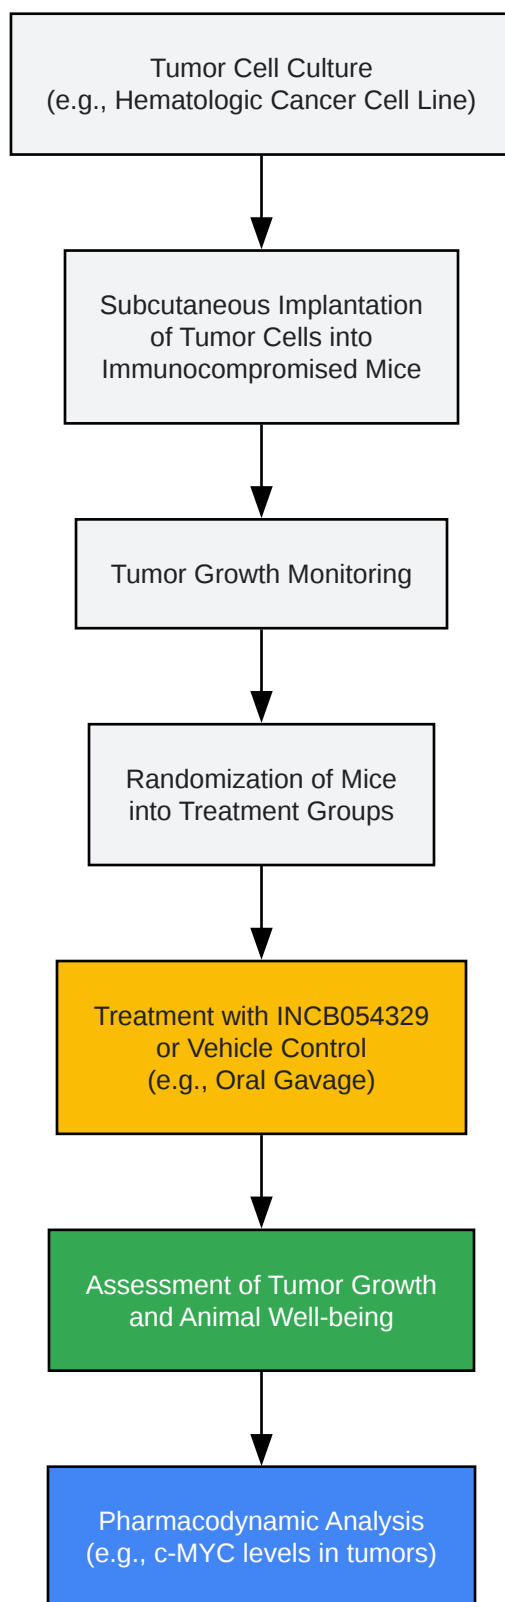 Tumor Cell Culture
(e.g., Hematologic Cancer Cell Line)
Subcutaneous Implantation
of Tumor Cells into
Immunocompromised Mice
Tumor Growth Monitoring
Randomization of Mice
into Treatment Groups
Treatment with INCB054329
or Vehicle Control
(e.g., Oral Gavage)
Assessment of Tumor Growth
and Animal Well-being
Pharmacodynamic Analysis
(e.g., c-MYC levels in tumors)